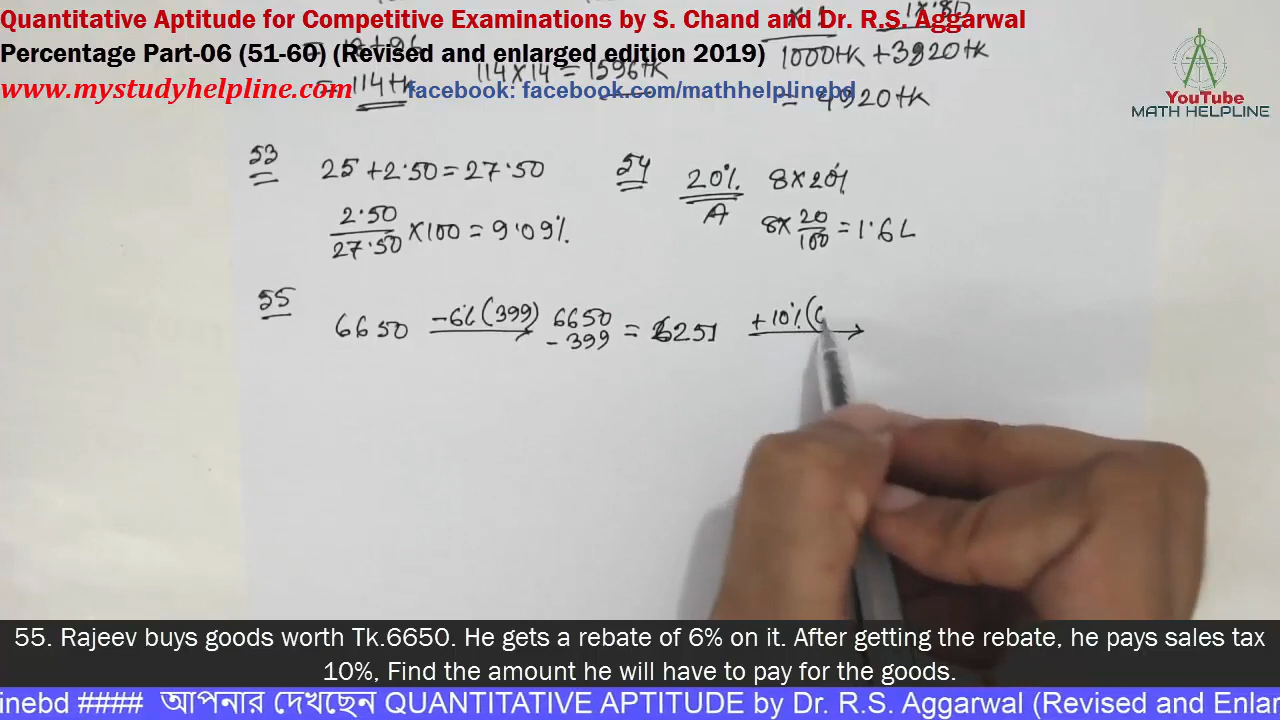 Quantitative Aptitude for Competitive Examinations by S. Chand and Dr. R.S. Aggarwal
Percentage Part-06 (51-60) (Revised and enlarged edition 2019)
www.mystudyhelpline.com
facebook: facebook.com/mathhelplinebd
YouTube
MATH HELPLINE
= 114tk
114×14 = 1596tk
1000tk + 3920tk
= 4920tk
53
25 + 2.50 = 27.50
2.50/27.50 × 100 = 9.09%
54
20%
A
8×20%
8× 20/100 = 1.6L
55
6650 -6% (399) 6650 - 399 = 6251 +10% (
55. Rajeev buys goods worth Tk.6650. He gets a rebate of 6% on it. After getting the rebate, he pays sales tax
10%, Find the amount he will have to pay for the goods.
inebd #### আপনার দেখছেন QUANTITATIVE APTITUDE by Dr. R.S. Aggarwal (Revised and Enlar